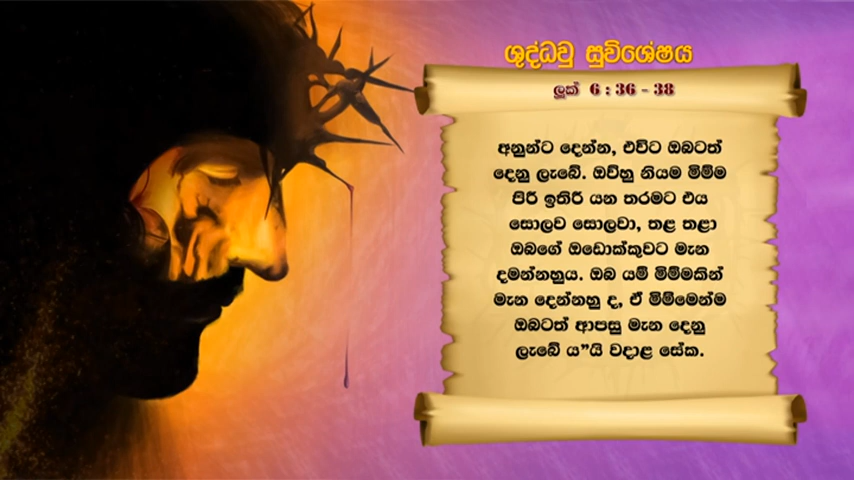 ශුද්ධවූ සුවිශේෂය
ලූක් 6 : 36 - 38
අනුන්ට දෙන්න, එවිට ඔබටත්
දෙනු ලැබේ. ඔව්හු නියම මිම්ම
පිරී ඉතිරී යන තරමට එය
සොලව සොලවා, තළ තළා
ඔබගේ ඔඩොක්කුවට මැන
දමන්නහුය. ඔබ යම් මිම්මකින්
මැන දෙන්නහු ද, ඒ මිම්මෙන්ම
ඔබටත් ආපසු මැන දෙනු
ලැබේ ය”යි වදාළ සේක.